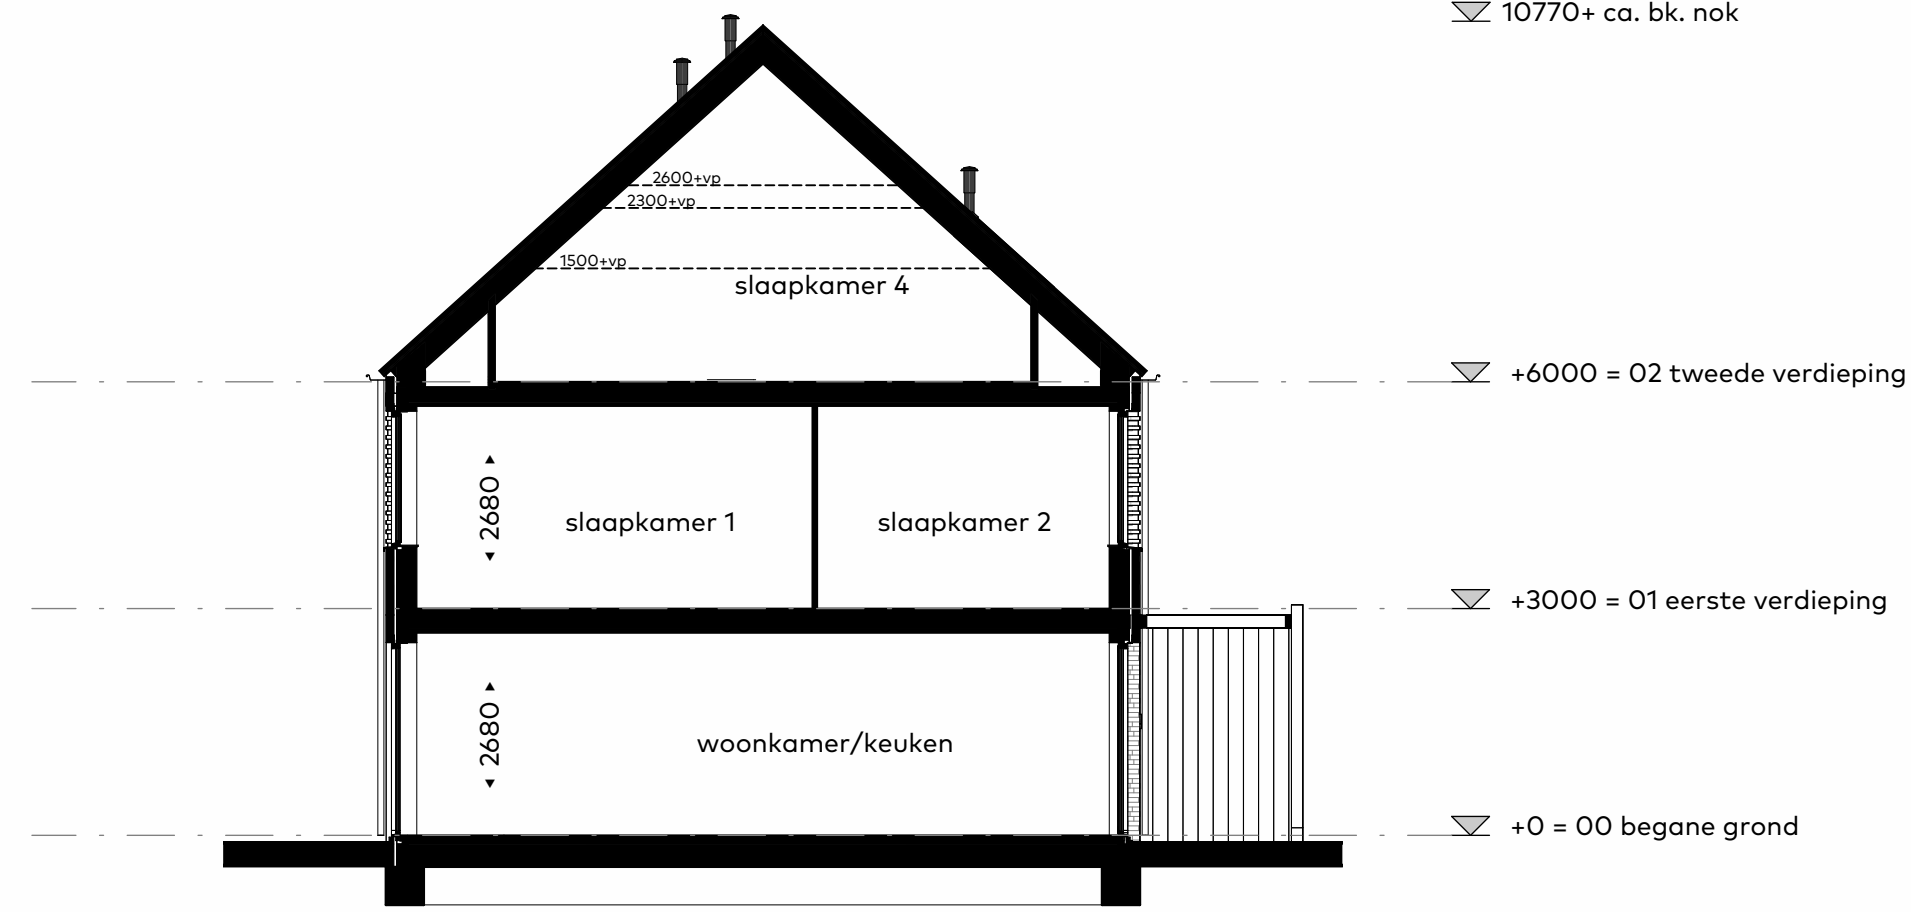 10770+ ca. bk. nok
2600+vp
2300+vp
1500+vp
slaapkamer 4
+6000 = 02 tweede verdieping
2680
slaapkamer 1
slaapkamer 2
+3000 = 01 eerste verdieping
2680
woonkamer/keuken
+0 = 00 begane grond